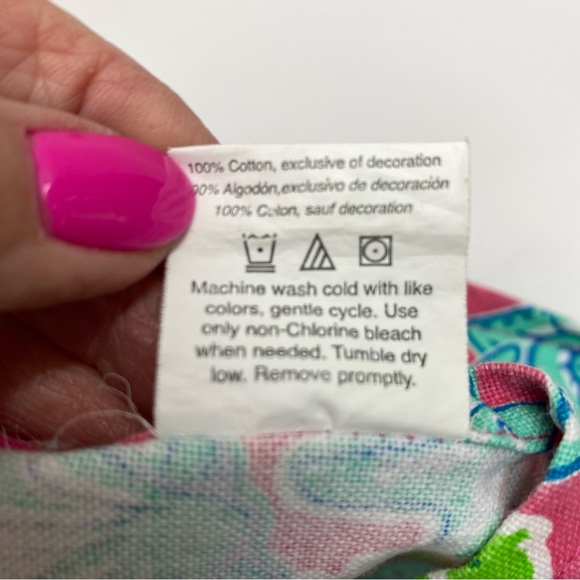 100% Cotton, exclusive of decoration
00% Algodón,exclusivo de decoración
100% Coton, sauf decoration
Machine wash cold with like
colors, gentle cycle. Use
only non-Chlorine bleach
when needed. Tumble dry
low. Remove promptly.